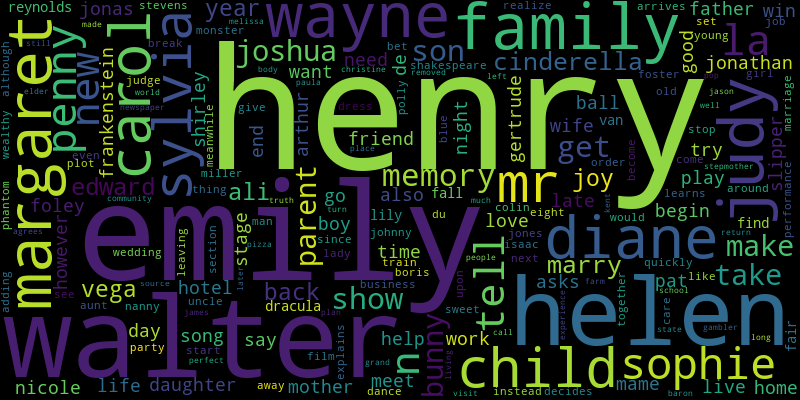 henry
emily
walter
helen
family
wayne
margaret
carol
sylvia
diane
judy
child
sophie
mr
penny
new
year
reynolds
jonas
stevens
melissa
realize
arrives
father
win
joshua
son
de
bet
set
young
job
la
want
need
cinderella
good
jonathan
monster
break
although
still
made
wealthy
judge
world
elder
newspaper
frankenstein
shirley
meanwhile
body
christine
removed
shakespeare
polly
left
foster
girl
old
pop
jason
well
marriage
stepmother
ball
van
wife
get
order
stop
come
try
slipper
performance
gertrude
night
blue
dress
place
friend
arthur
give
end
paula
even
plot
miller
thing
edward
community
phantom
foley
however
ali
parent
memory
joy
late
become
play
learns
around
begin
find
would
kent
love
eight
colin
isaac
jones
next
also
fall
go
boy
turn
truth
since
lily
johnny
du
much
man
lady
stage
section
leaving
wedding
agrees
adding
see
aunt
vega
nanny
hotel
uncle
pizza
later
back
time
train
boris
business
people
upon
tell
marry
asks
quickly
pat
like
make
take
together
care
school
state
gambler
long
fair
return
day
party
source
james
song
start
perfect
say
dracula
show
plan
film
explains
grand
help
n
work
sweet
call
bunny
living
experience
farm
nicole
life
daughter
away
mother
meet
dance
visit
instead
decides
mame
baron
live
home